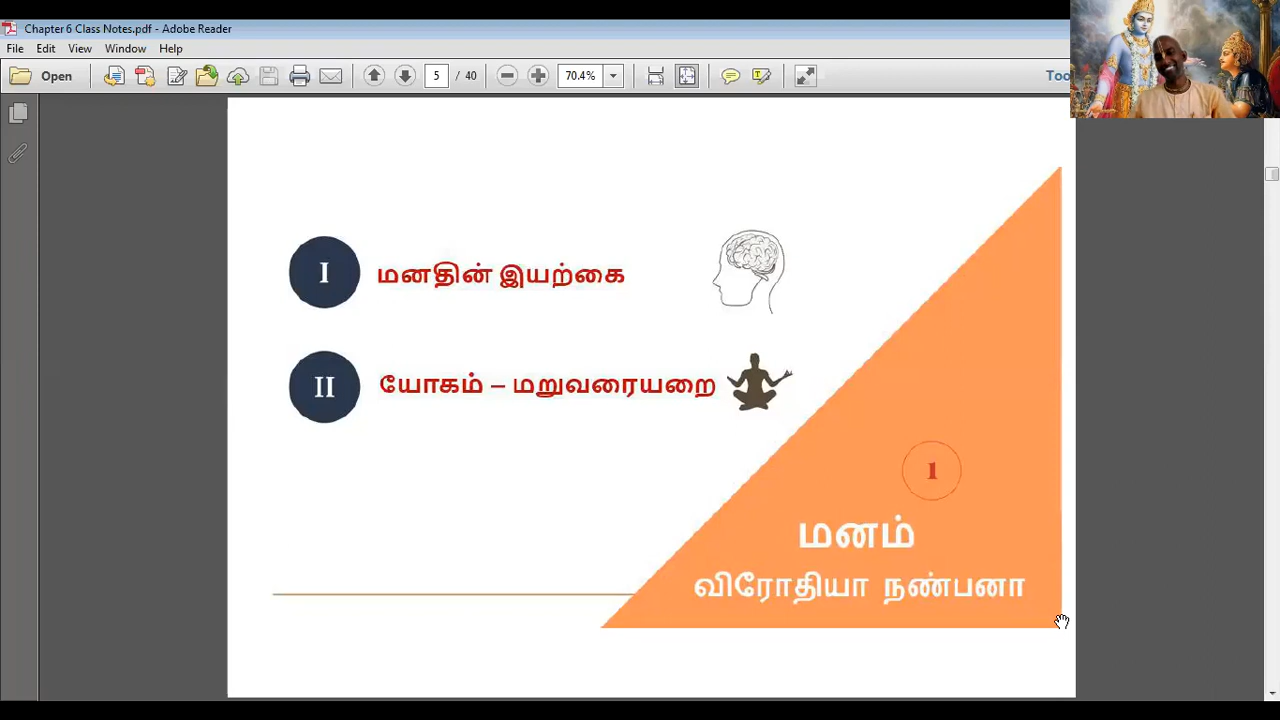 Chapter 6 Class Notes.pdf - Adobe Reader
File Edit View Window Help
Open 5 / 40 70.4% Too
I மனதின் இயற்கை
II யோகம் – மறுவரையறை
1
மனம்
விரோதியா நண்பனா